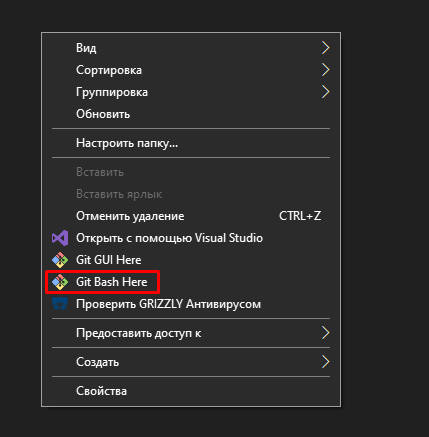 Вид
Сортировка
Группировка
Обновить
Настроить папку...
Вставить
Вставить ярлык
Отменить удаление CTRL+Z
Открыть с помощью Visual Studio
Git GUI Here
Git Bash Here
Проверить GRIZZLY Антивирусом
Предоставить доступ к
Создать
Свойства